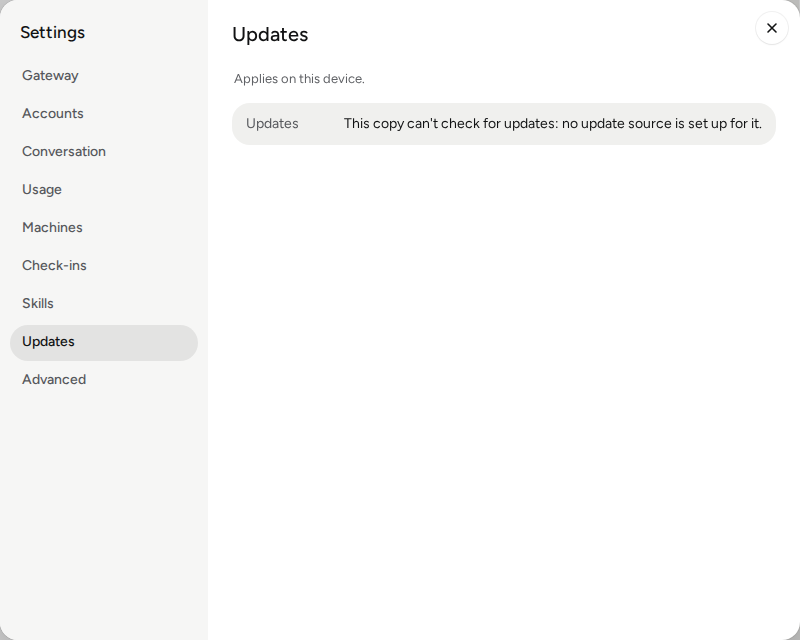 Settings
Gateway
Accounts
Conversation
Usage
Machines
Check-ins
Skills
Updates
Advanced
Updates
Applies on this device.
Updates This copy can't check for updates: no update source is set up for it.